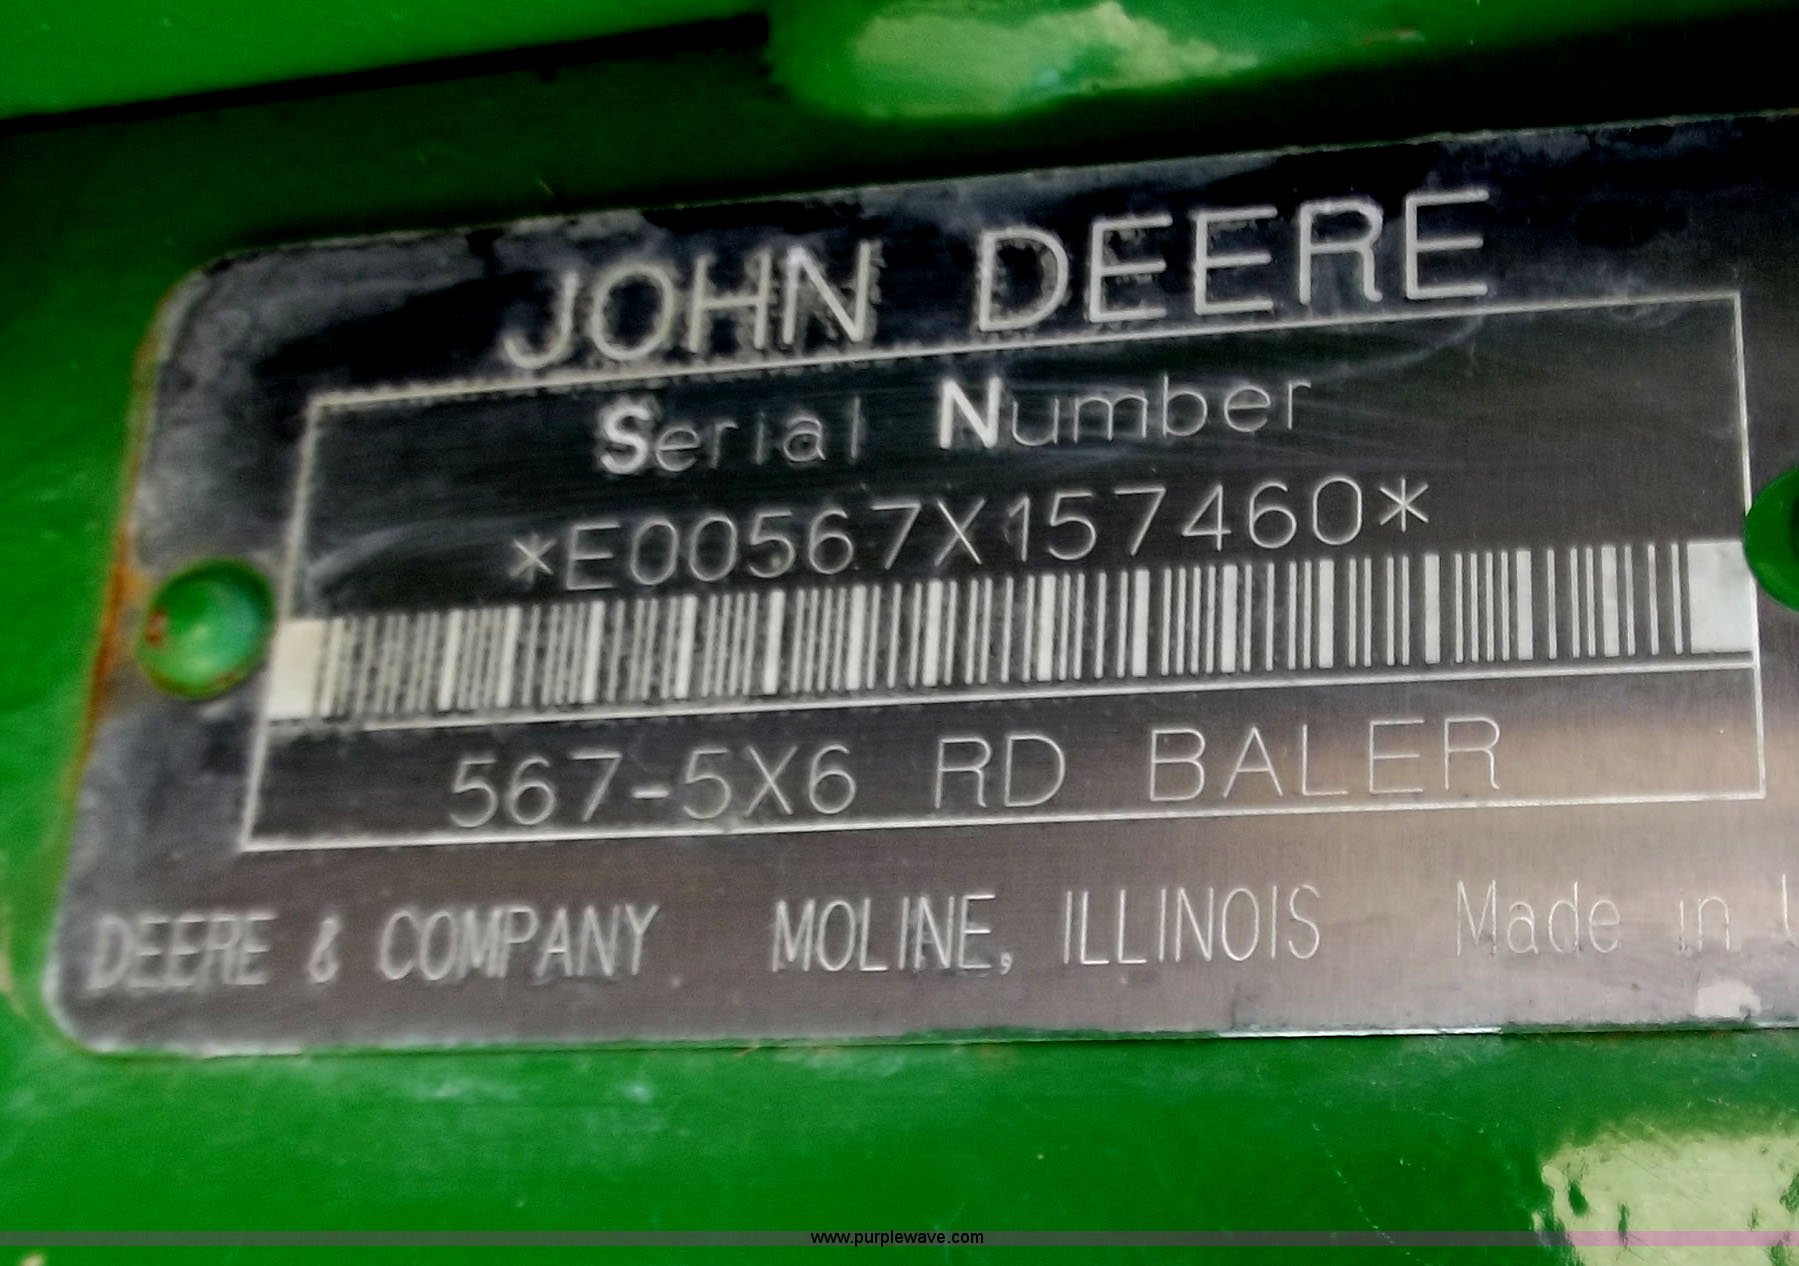 JOHN DEERE
Serial Number
*E00567X157460*
567-5X6 RD BALER
DEERE & COMPANY MOLINE, ILLINOIS Made in
www.purplewave.com